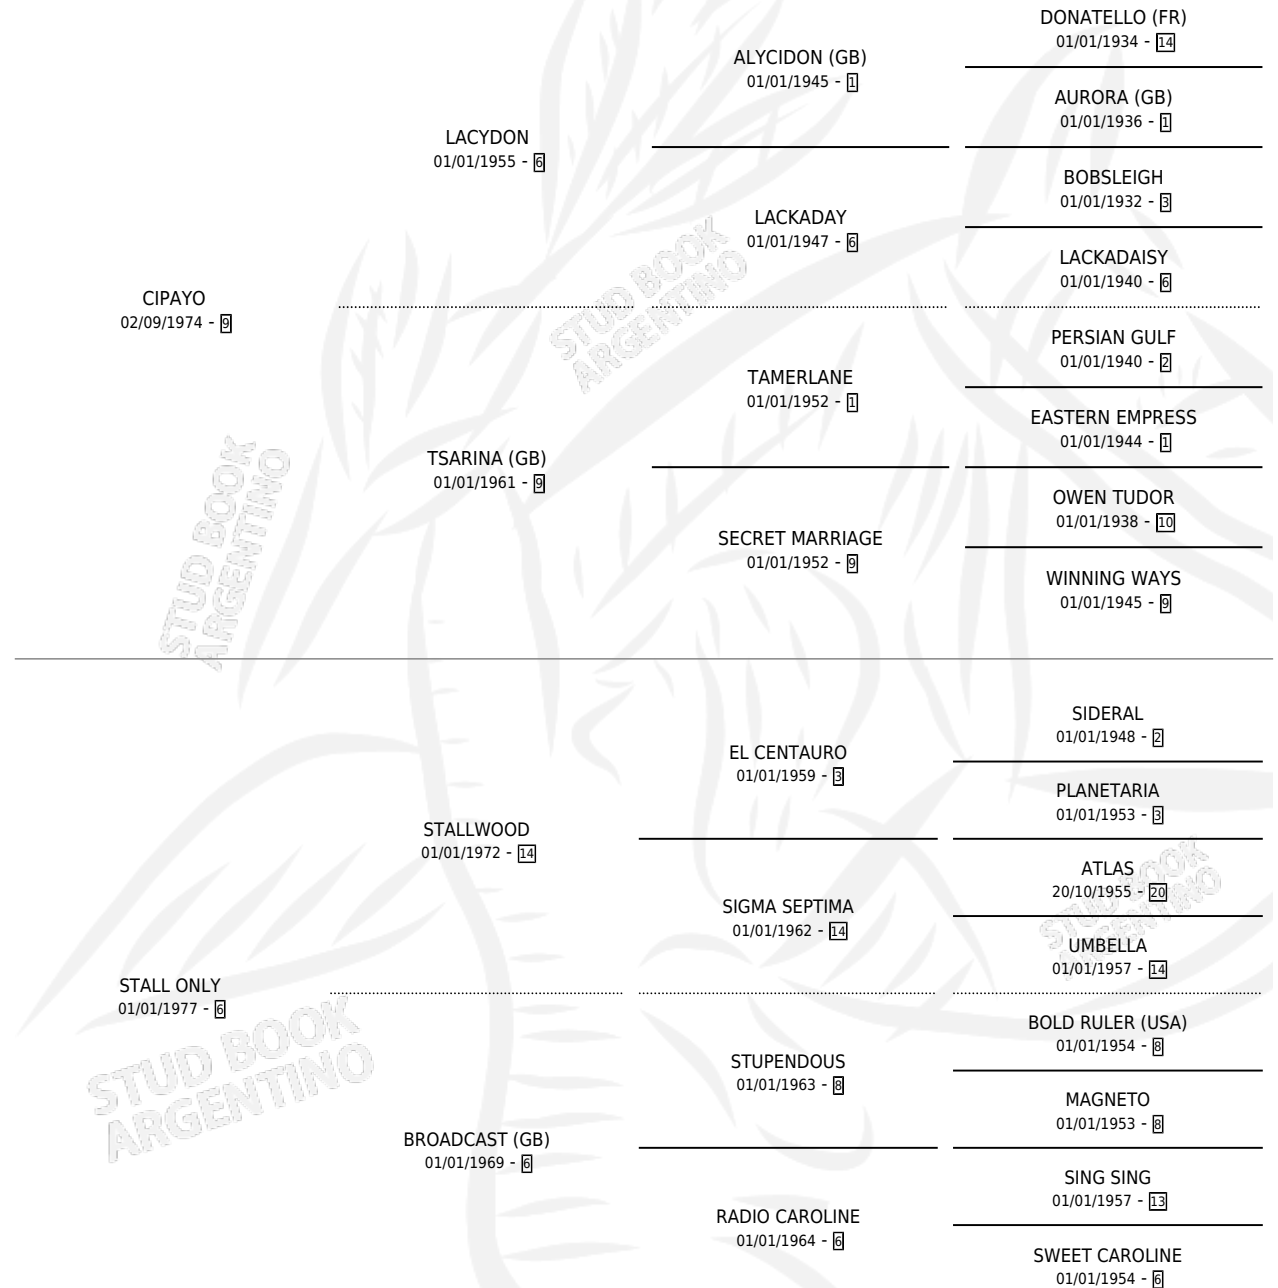 DONATELLO (FR)
01/01/1934 - 14
ALYCIDON (GB)
01/01/1945 - 1
AURORA (GB)
01/01/1936 - 1
LACYDON
01/01/1955 - 6
BOBSLEIGH
01/01/1932 - 3
LACKADAY
01/01/1947 - 6
LACKADAISY
01/01/1940 - 6
CIPAYO
02/09/1974 - 9
PERSIAN GULF
01/01/1940 - 2
TAMERLANE
01/01/1952 - 1
EASTERN EMPRESS
01/01/1944 - 1
TSARINA (GB)
01/01/1961 - 9
OWEN TUDOR
01/01/1938 - 10
SECRET MARRIAGE
01/01/1952 - 9
WINNING WAYS
01/01/1945 - 9
SIDERAL
01/01/1948 - 2
EL CENTAURO
01/01/1959 - 3
PLANETARIA
01/01/1953 - 3
STALLWOOD
01/01/1972 - 14
ATLAS
20/10/1955 - 20
SIGMA SEPTIMA
01/01/1962 - 14
UMBELLA
01/01/1957 - 14
STALL ONLY
01/01/1977 - 6
BOLD RULER (USA)
01/01/1954 - 8
STUPENDOUS
01/01/1963 - 8
MAGNETO
01/01/1953 - 8
BROADCAST (GB)
01/01/1969 - 6
SING SING
01/01/1957 - 13
RADIO CAROLINE
01/01/1964 - 6
SWEET CAROLINE
01/01/1954 - 6
STUD BOOK
ARGENTINO
STUD BOOK
ARGENTINO
STUD BOOK
ARGENTINO
STUD BOOK
ARGENTINO